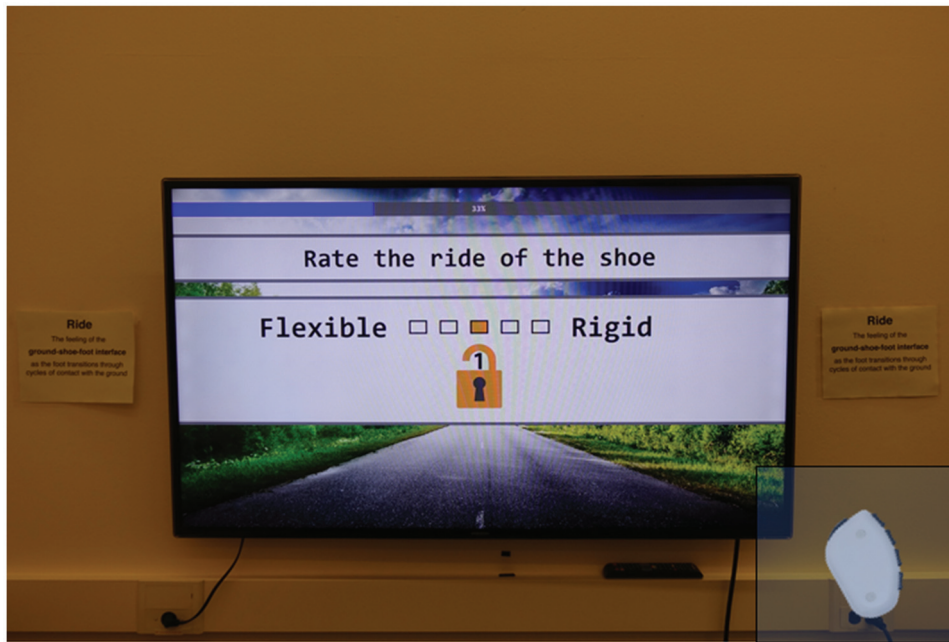 33%
Rate the ride of the shoe
Flexible Rigid
1
Ride
The feeling of the
ground-shoe-foot interface
as the foot transitions through
cycles of contact with the ground
Ride
The feeling of the
ground-shoe-foot interface
as the foot transitions through
cycles of contact with the ground